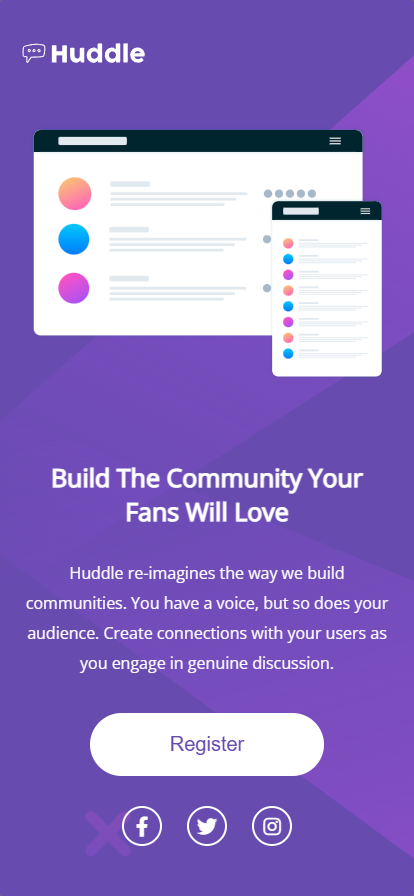 Huddle
Build The Community Your
Fans Will Love
Huddle re-imagines the way we build
communities. You have a voice, but so does your
audience. Create connections with your users as
you engage in genuine discussion.
Register